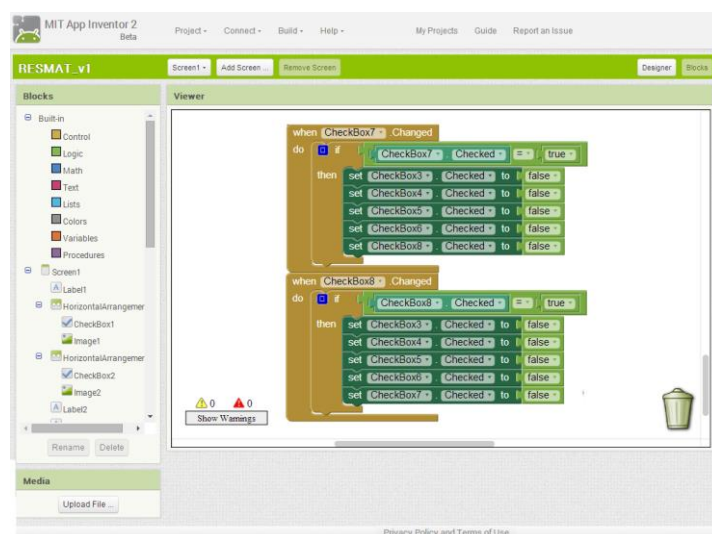 MIT App Inventor 2
Beta
Project Connect Build Help My Projects Guide Report an Issue
RESMAT_v1 Screen1 Add Screen ... Remove Screen Designer Blocks
Blocks
Built-in
Control
Logic
Math
Text
Lists
Colors
Variables
Procedures
Screen1
Label1
HorizontalArrangemer
CheckBox1
Image1
HorizontalArrangemer
CheckBox2
Image2
Label2
Rename Delete
Media
Upload File ...
Viewer
when CheckBox7 .Changed
do if CheckBox7 . Checked = true
then set CheckBox3 . Checked to false
set CheckBox4 . Checked to false
set CheckBox5 . Checked to false
set CheckBox6 . Checked to false
set CheckBox8 . Checked to false
when CheckBox8 .Changed
do if CheckBox8 . Checked = true
then set CheckBox3 . Checked to false
set CheckBox4 . Checked to false
set CheckBox5 . Checked to false
set CheckBox6 . Checked to false
set CheckBox7 . Checked to false
0 0
Show Warnings
Privacy Policy and Terms of Use